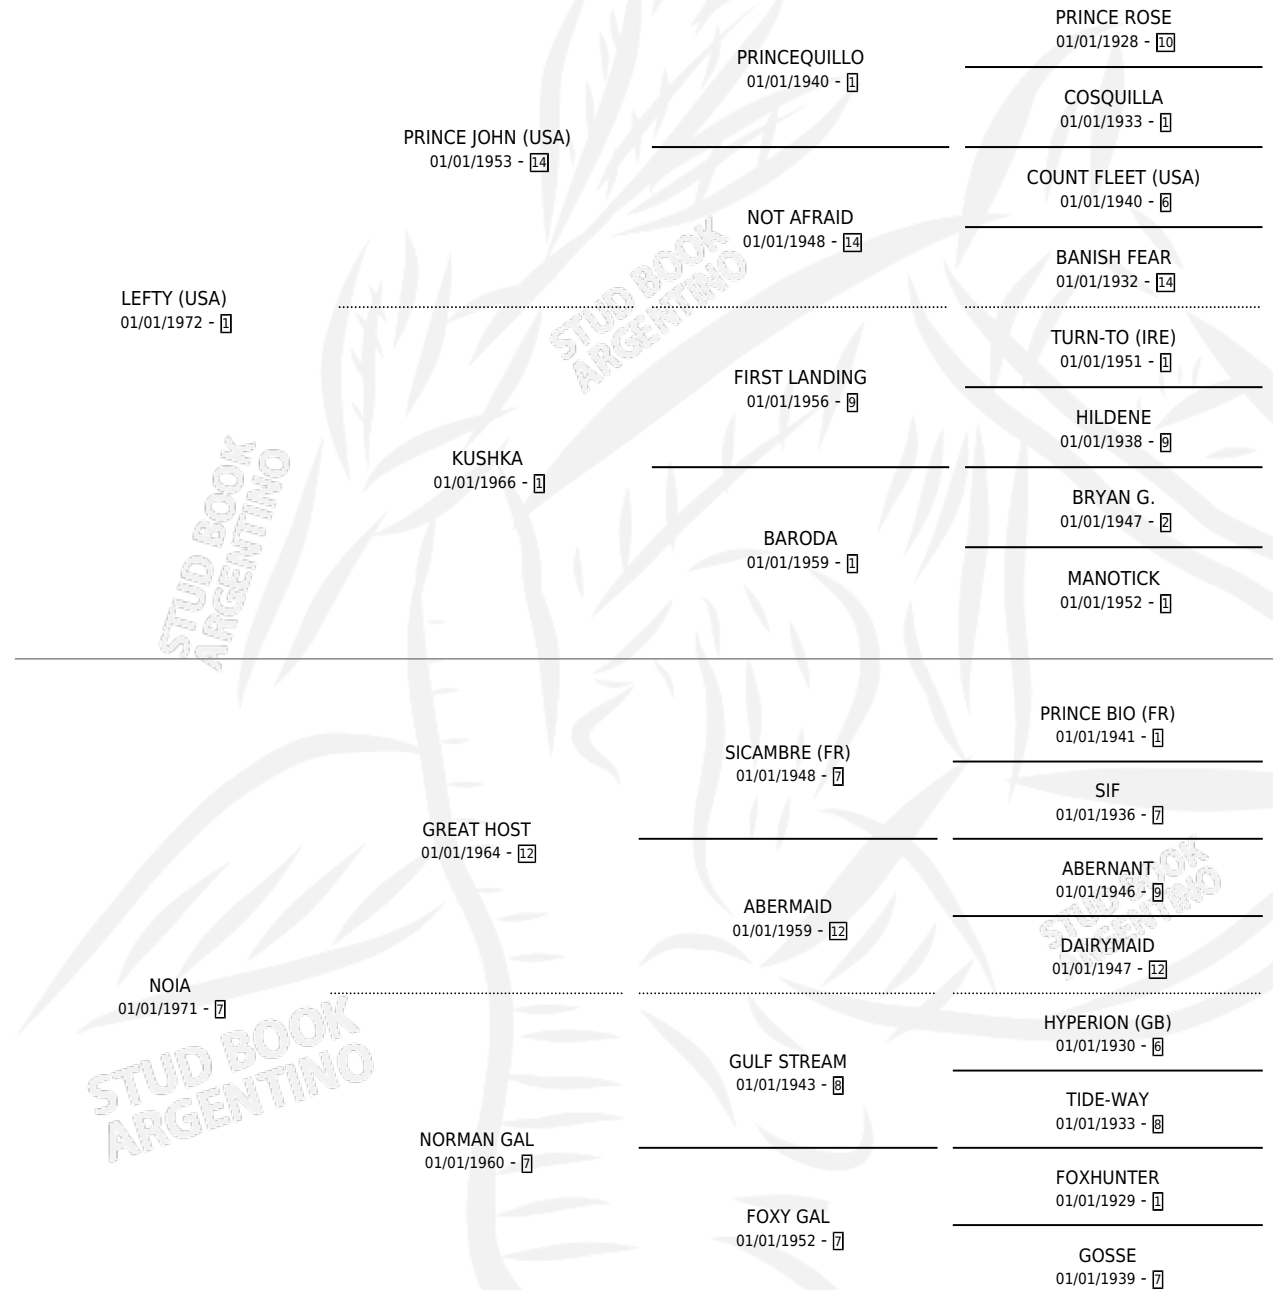 PRINCE ROSE
01/01/1928 - 10
PRINCEQUILLO
01/01/1940 - 1
COSQUILLA
01/01/1933 - 1
PRINCE JOHN (USA)
01/01/1953 - 14
COUNT FLEET (USA)
01/01/1940 - 6
NOT AFRAID
01/01/1948 - 14
BANISH FEAR
01/01/1932 - 14
LEFTY (USA)
01/01/1972 - 1
TURN-TO (IRE)
01/01/1951 - 1
FIRST LANDING
01/01/1956 - 9
HILDENE
01/01/1938 - 9
KUSHKA
01/01/1966 - 1
BRYAN G.
01/01/1947 - 2
BARODA
01/01/1959 - 1
MANOTICK
01/01/1952 - 1
STUD BOOK
ARGENTINO
STUD BOOK
ARGENTINO
PRINCE BIO (FR)
01/01/1941 - 1
SICAMBRE (FR)
01/01/1948 - 7
SIF
01/01/1936 - 7
GREAT HOST
01/01/1964 - 12
ABERNANT
01/01/1946 - 9
ABERMAID
01/01/1959 - 12
DAIRYMAID
01/01/1947 - 12
NOIA
01/01/1971 - 7
HYPERION (GB)
01/01/1930 - 6
GULF STREAM
01/01/1943 - 8
TIDE-WAY
01/01/1933 - 8
NORMAN GAL
01/01/1960 - 7
FOXHUNTER
01/01/1929 - 1
FOXY GAL
01/01/1952 - 7
GOSSE
01/01/1939 - 7
STUD BOOK
ARGENTINO
STUD BOOK
ARGENTINO